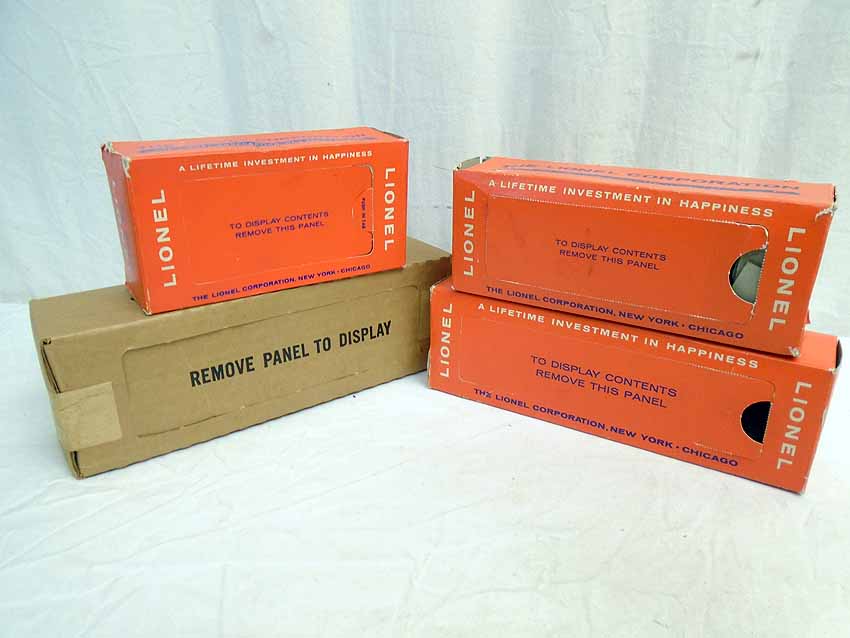 A LIFETIME INVESTMENT IN HAPPINESS
LIONEL
TO DISPLAY CONTENTS
REMOVE THIS PANEL
LIONEL
THE LIONEL CORPORATION, NEW YORK • CHICAGO
REMOVE PANEL TO DISPLAY
THE LIONEL CORPORATION
A LIFETIME INVESTMENT IN HAPPINESS
LIONEL
TO DISPLAY CONTENTS
REMOVE THIS PANEL
LIONEL
THE LIONEL CORPORATION, NEW YORK • CHICAGO
A LIFETIME INVESTMENT IN HAPPINESS
LIONEL
TO DISPLAY CONTENTS
REMOVE THIS PANEL
LIONEL
THE LIONEL CORPORATION, NEW YORK • CHICAGO